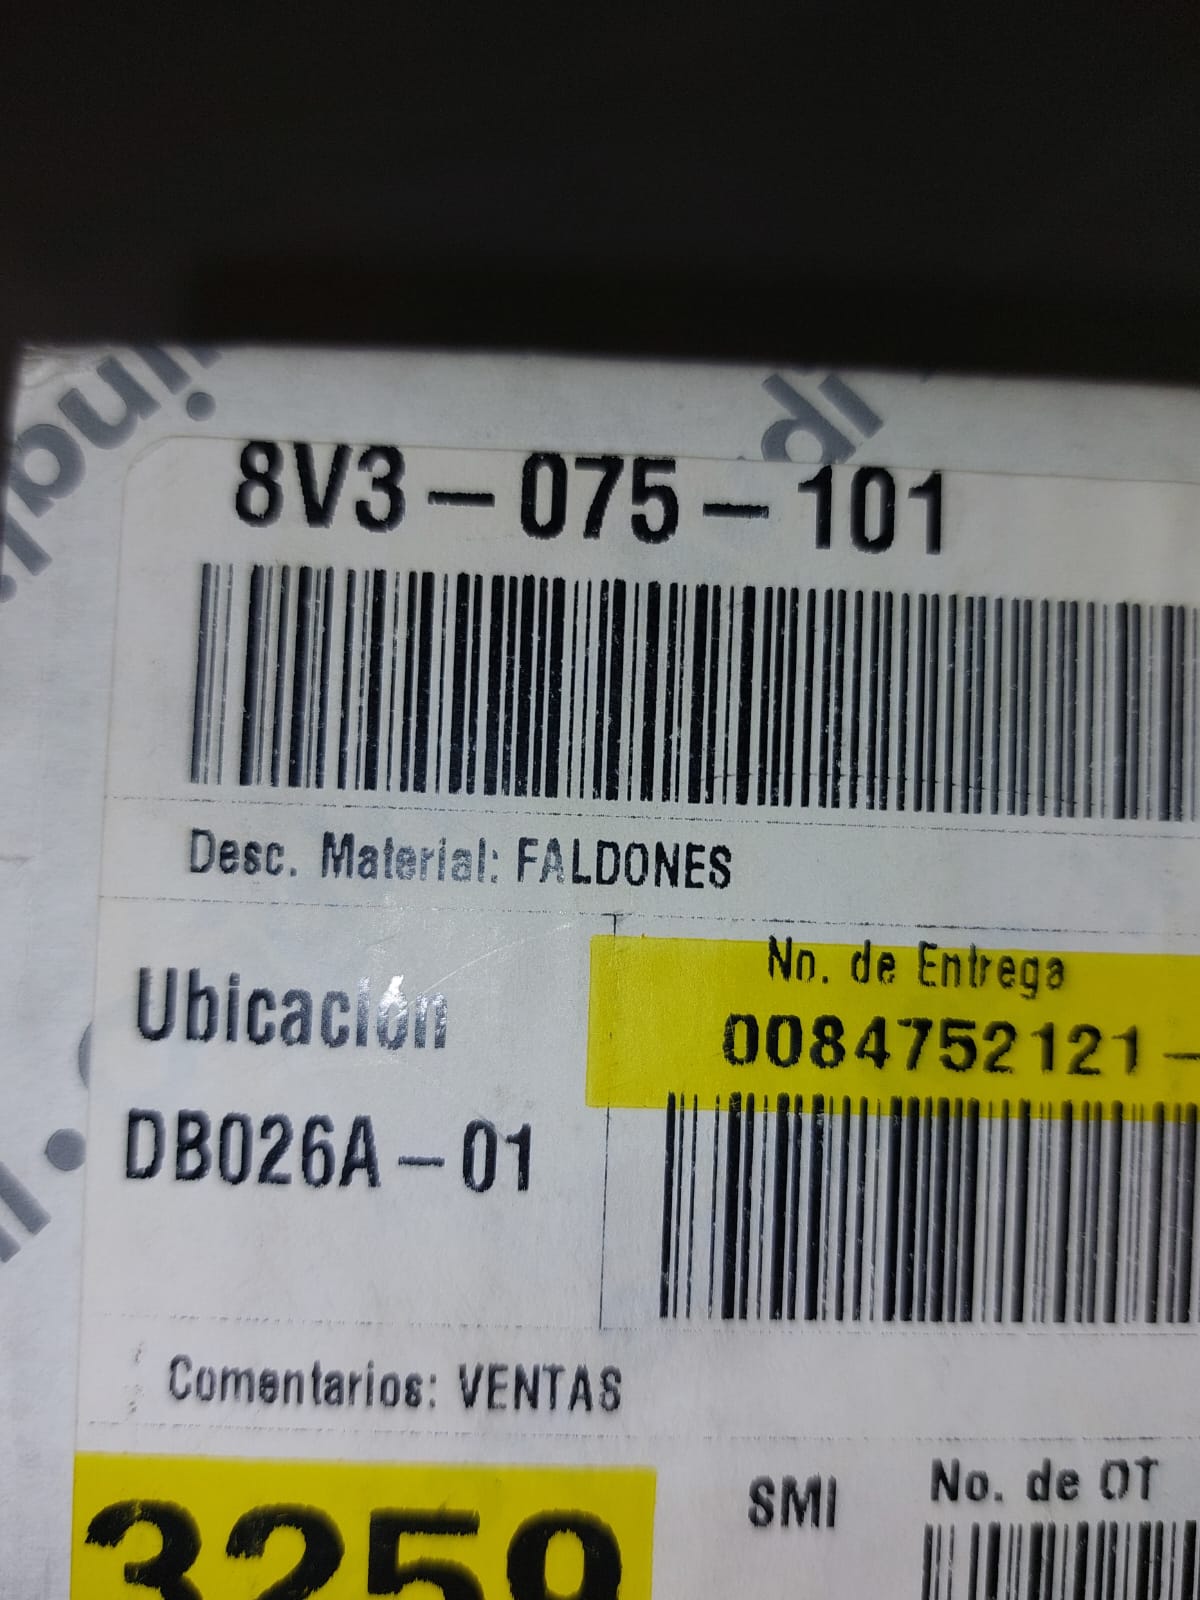 8V3-075-101
Desc. Material: FALDONES
Ubicación
No. de Entrega
0084752121-
DB026A-01
Comentarios: VENTAS
3259
SMI
No. de OT